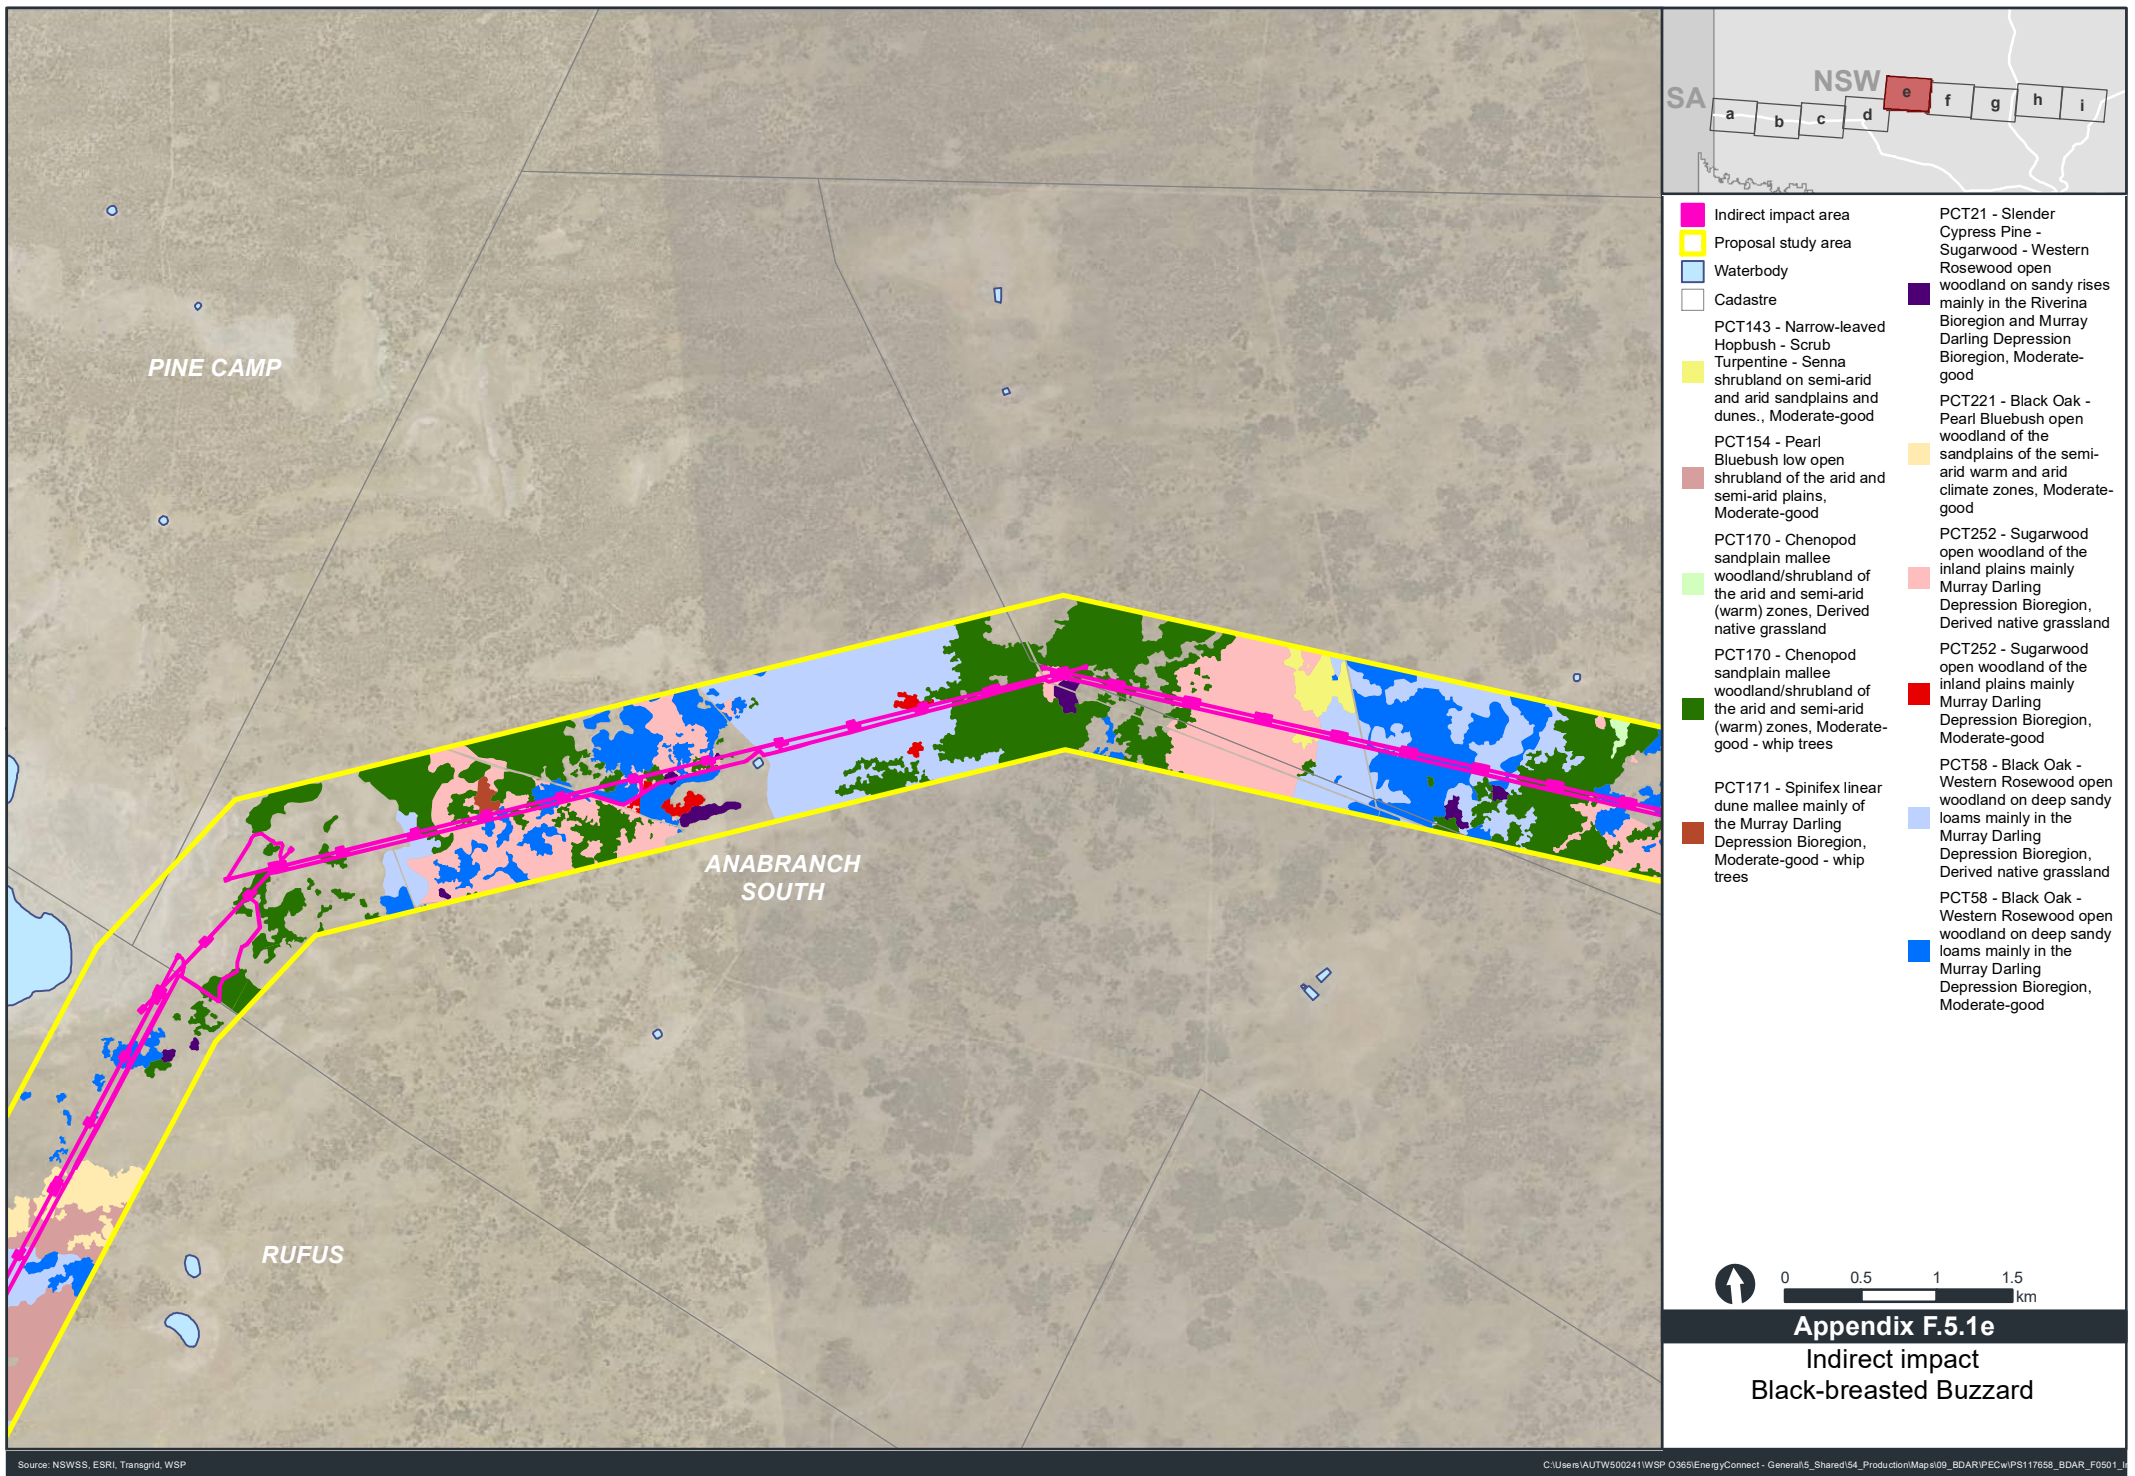 SA
NSW
a
b
c
d
e
f
g
h
i
PINE CAMP
ANABRANCH
SOUTH
RUFUS
Indirect impact area
Proposal study area
Waterbody
Cadastre
PCT143 - Narrow-leaved
Hopbush - Scrub
Turpentine - Senna
shrubland on semi-arid
and arid sandplains and
dunes., Moderate-good
PCT154 - Pearl
Bluebush low open
shrubland of the arid and
semi-arid plains,
Moderate-good
PCT170 - Chenopod
sandplain mallee
woodland/shrubland of
the arid and semi-arid
(warm) zones, Derived
native grassland
PCT170 - Chenopod
sandplain mallee
woodland/shrubland of
the arid and semi-arid
(warm) zones, Moderate-
good - whip trees
PCT171 - Spinifex linear
dune mallee mainly of
the Murray Darling
Depression Bioregion,
Moderate-good - whip
trees
PCT21 - Slender
Cypress Pine -
Sugarwood - Western
Rosewood open
woodland on sandy rises
mainly in the Riverina
Bioregion and Murray
Darling Depression
Bioregion, Moderate-
good
PCT221 - Black Oak -
Pearl Bluebush open
woodland of the
sandplains of the semi-
arid warm and arid
climate zones, Moderate-
good
PCT252 - Sugarwood
open woodland of the
inland plains mainly
Murray Darling
Depression Bioregion,
Derived native grassland
PCT252 - Sugarwood
open woodland of the
inland plains mainly
Murray Darling
Depression Bioregion,
Moderate-good
PCT58 - Black Oak -
Western Rosewood open
woodland on deep sandy
loams mainly in the
Murray Darling
Depression Bioregion,
Derived native grassland
PCT58 - Black Oak -
Western Rosewood open
woodland on deep sandy
loams mainly in the
Murray Darling
Depression Bioregion,
Moderate-good
0 0.5 1 1.5
km
Appendix F.5.1e
Indirect impact
Black-breasted Buzzard
Source: NSWSS, ESRI, Transgrid, WSP
C:\Users\AUTW500241\WSP O365\EnergyConnect - General\5_Shared\54_Production\Maps\09_BDAR\PECw\PS117658_BDAR_F0501_I